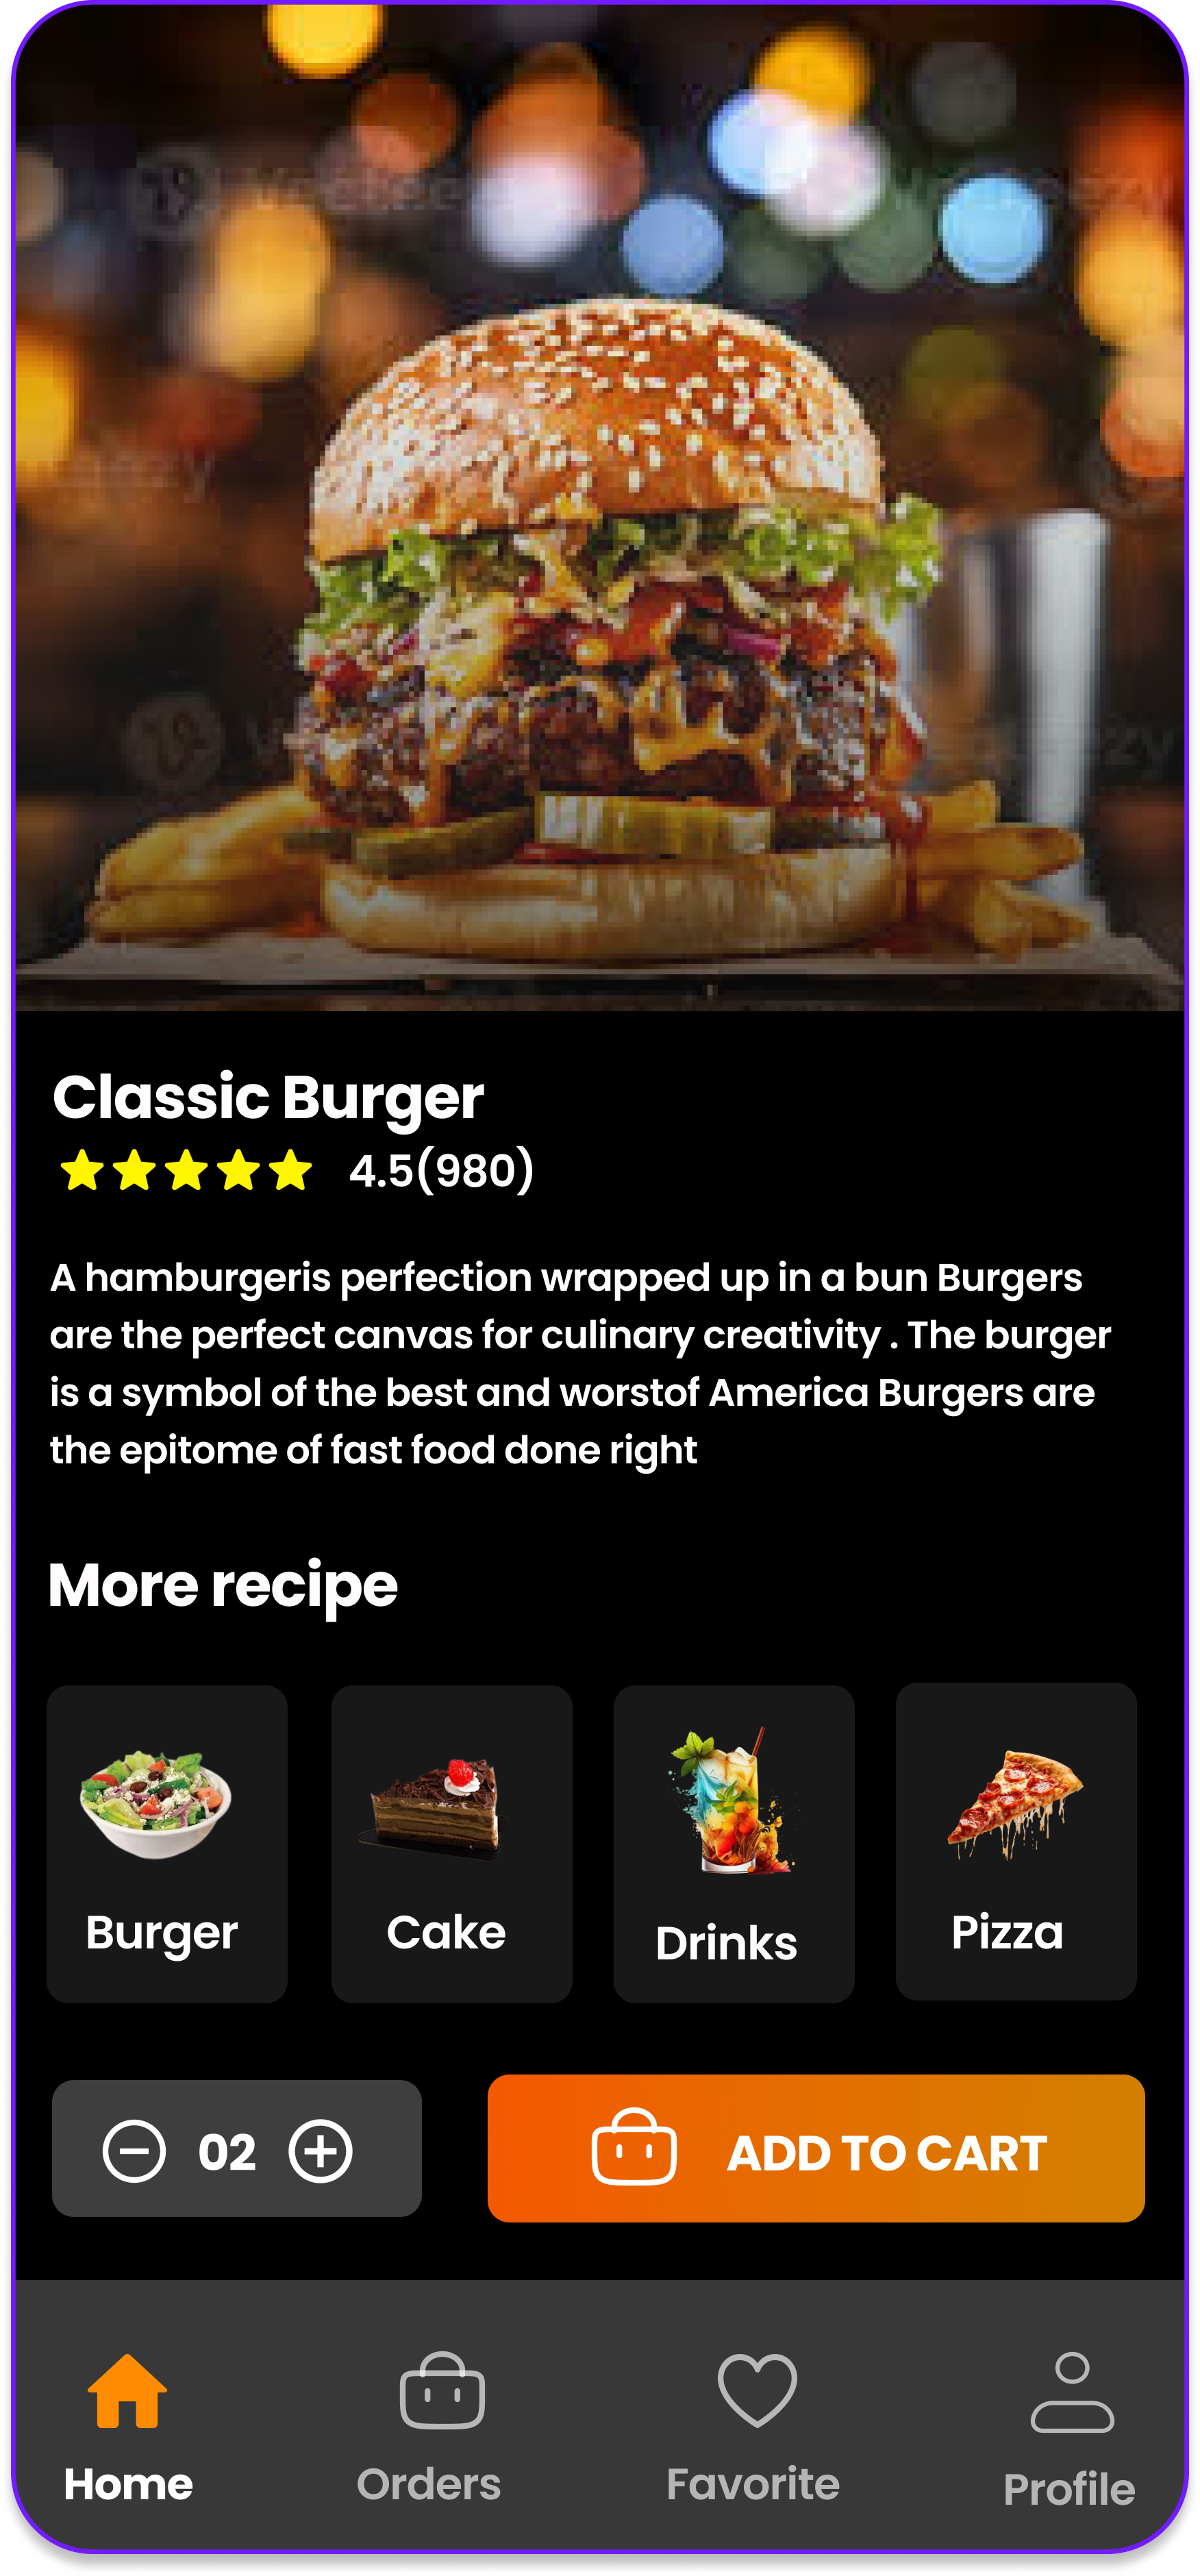 Classic Burger
4.5(980)
A hamburgeris perfection wrapped up in a bun Burgers
are the perfect canvas for culinary creativity . The burger
is a symbol of the best and worstof America Burgers are
the epitome of fast food done right
More recipe
Burger Cake Drinks Pizza
02 ADD TO CART
Home Orders Favorite Profile